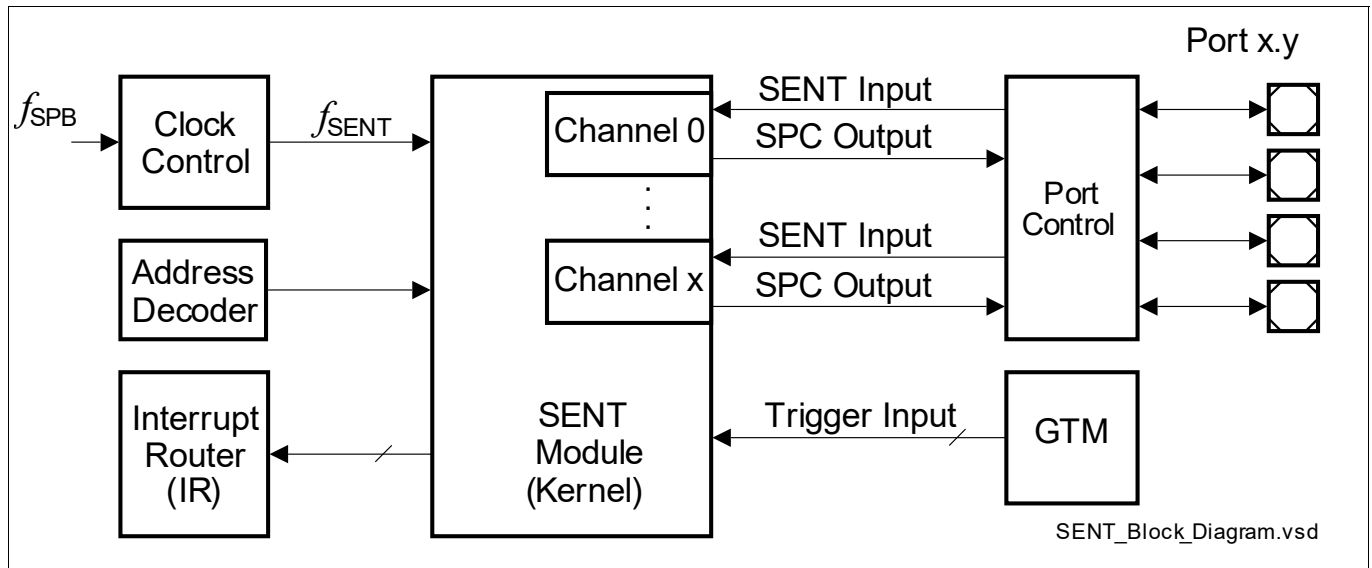 Port x.y
fSPB
Clock
Control
fSENT
Channel 0
SENT Input
SPC Output
.
.
.
Channel x
SENT Input
SPC Output
Port
Control
Address
Decoder
Interrupt
Router
(IR)
SENT
Module
(Kernel)
Trigger Input
GTM
SENT_Block_Diagram.vsd